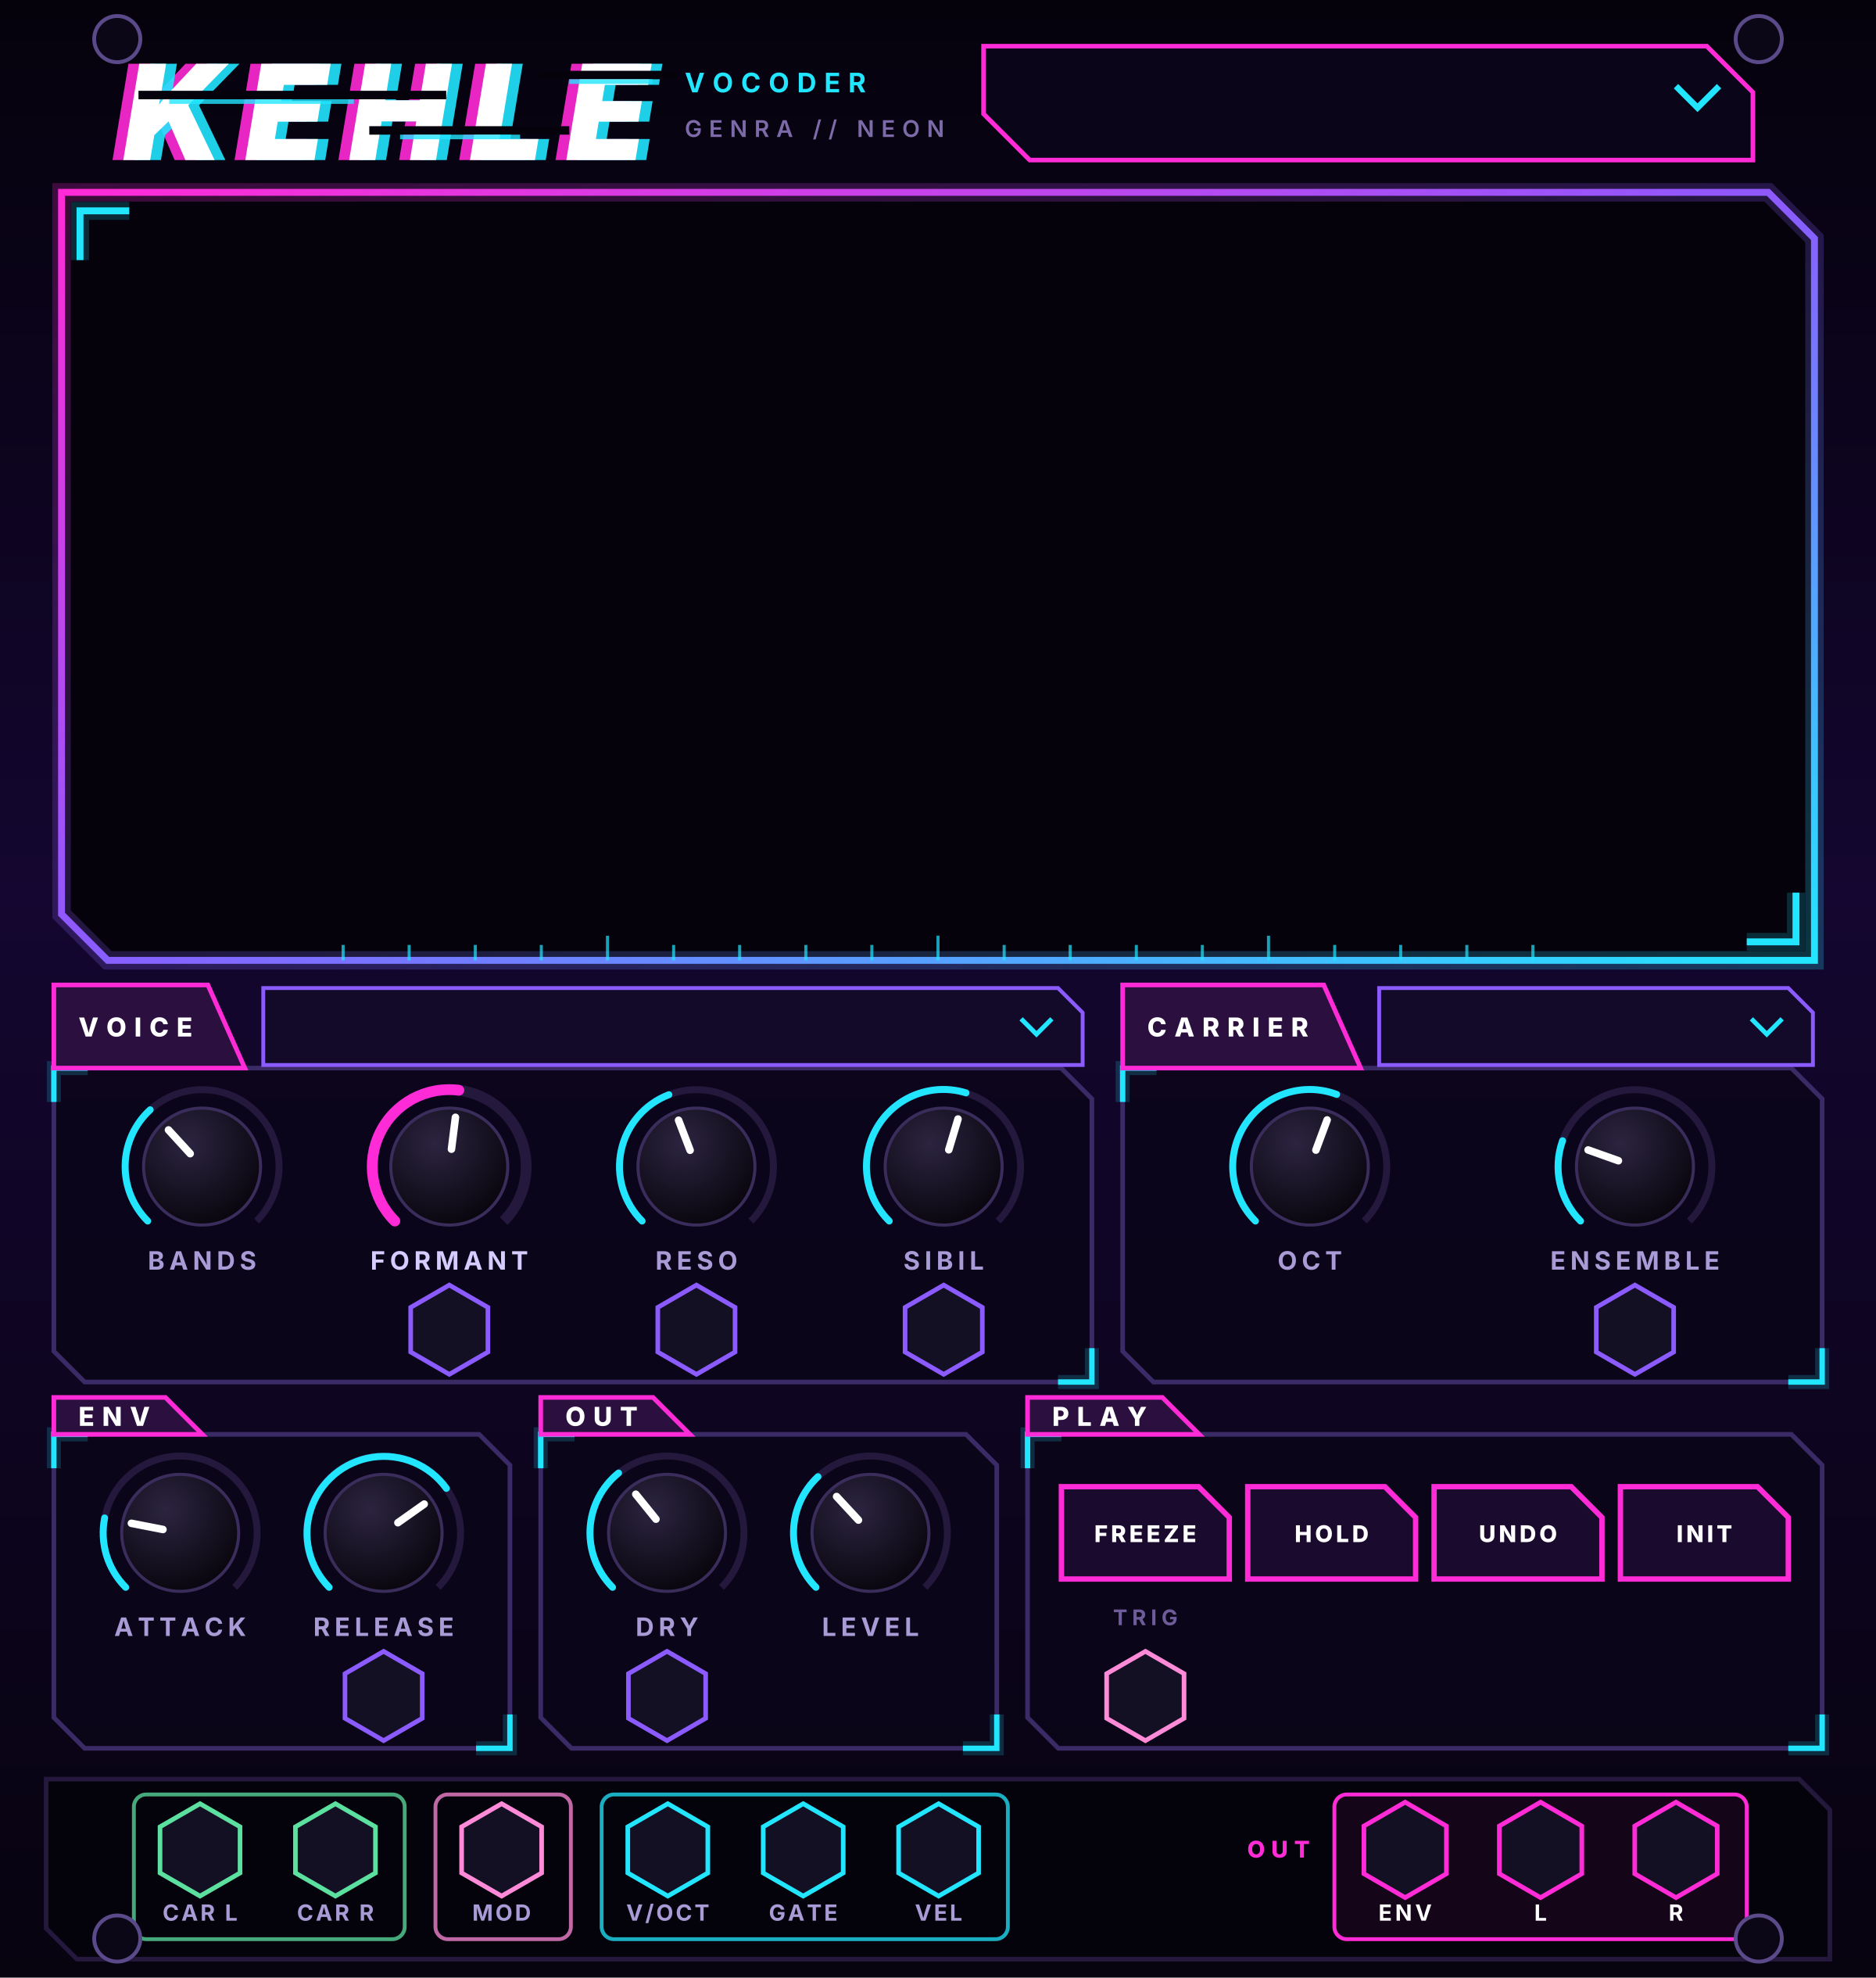 KEHLE
VOCODER
GENRA // NEON
VOICE
CARRIER
BANDS
FORMANT
RESO
SIBIL
OCT
ENSEMBLE
ENV
OUT
PLAY
FREEZE
HOLD
UNDO
INIT
ATTACK
RELEASE
DRY
LEVEL
TRIG
OUT
CAR L
CAR R
MOD
V/OCT
GATE
VEL
ENV
L
R